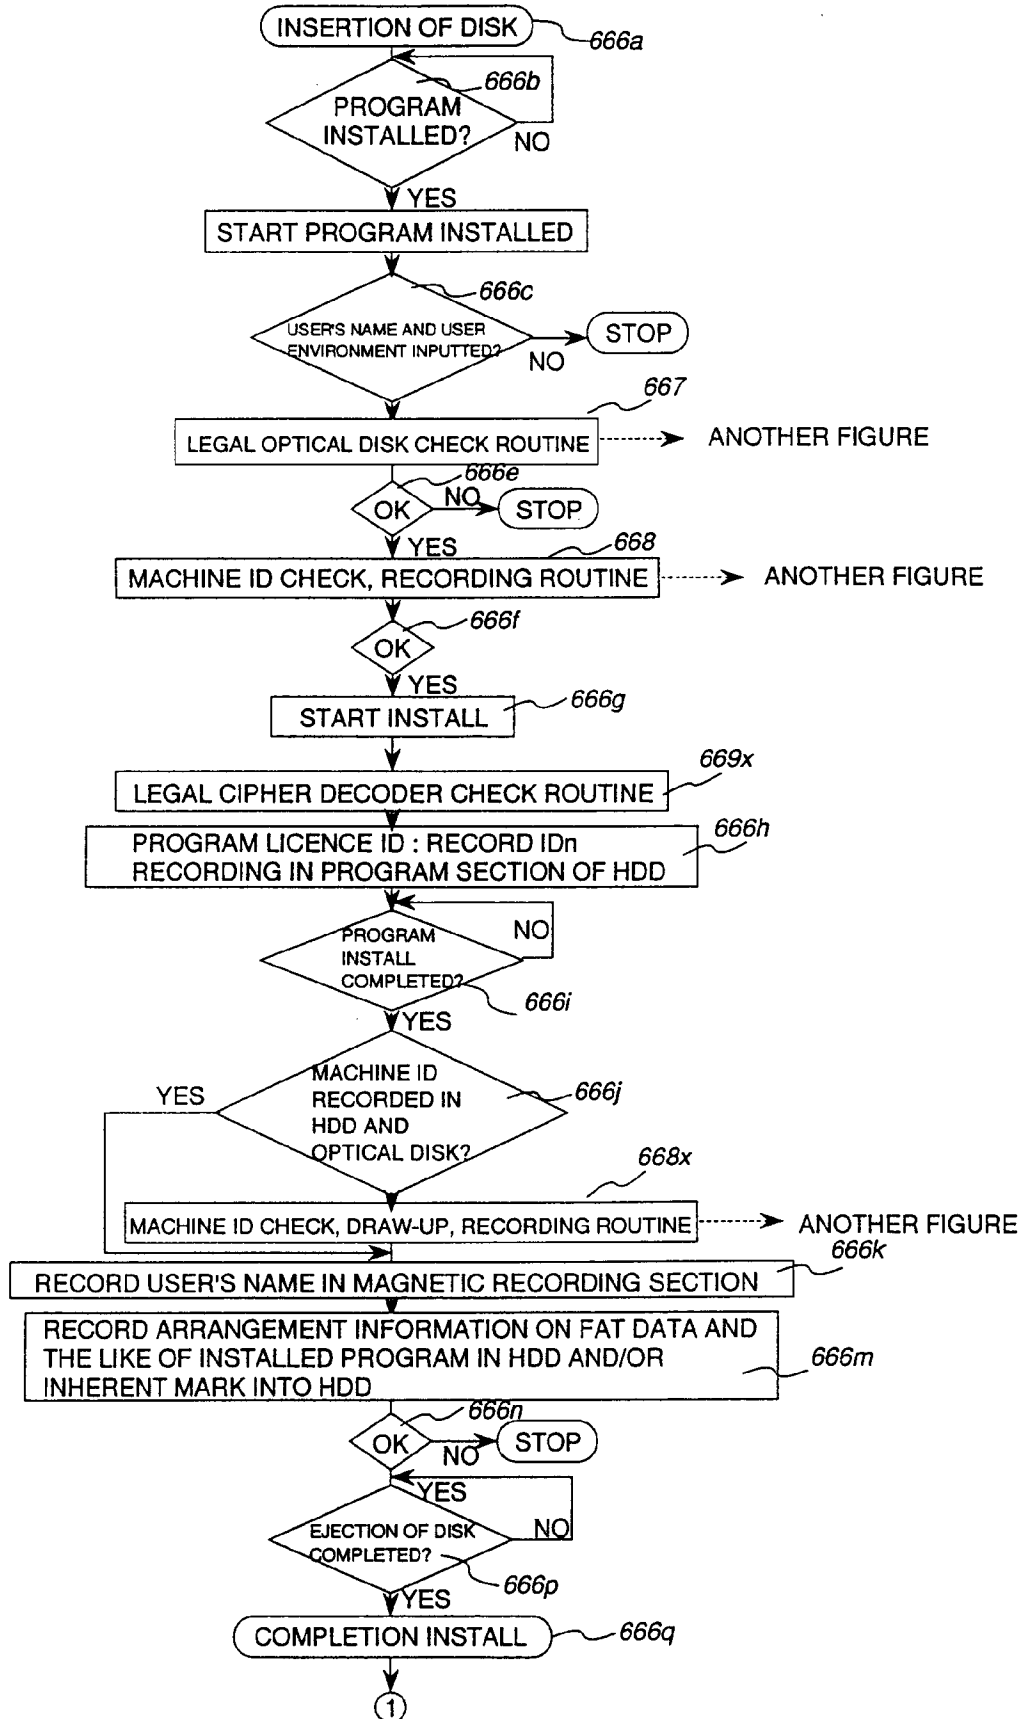 INSERTION OF DISK
666a
666b
PROGRAM
INSTALLED?
NO
YES
START PROGRAM INSTALLED
666c
USER'S NAME AND USER
ENVIRONMENT INPUTTED?
NO
STOP
667
LEGAL OPTICAL DISK CHECK ROUTINE
ANOTHER FIGURE
666e
OK
NO
STOP
YES
668
MACHINE ID CHECK, RECORDING ROUTINE
ANOTHER FIGURE
666f
OK
YES
666g
START INSTALL
669x
LEGAL CIPHER DECODER CHECK ROUTINE
666h
PROGRAM LICENCE ID : RECORD IDn
RECORDING IN PROGRAM SECTION OF HDD
NO
PROGRAM
INSTALL
COMPLETED?
666i
YES
MACHINE ID
RECORDED IN
HDD AND
OPTICAL DISK?
YES
666j
668x
MACHINE ID CHECK, DRAW-UP, RECORDING ROUTINE
ANOTHER FIGURE
666k
RECORD USER'S NAME IN MAGNETIC RECORDING SECTION
RECORD ARRANGEMENT INFORMATION ON FAT DATA AND
THE LIKE OF INSTALLED PROGRAM IN HDD AND/OR
INHERENT MARK INTO HDD
666m
666n
OK
NO
STOP
YES
EJECTION OF DISK
COMPLETED?
NO
666p
YES
COMPLETION INSTALL
666q
1